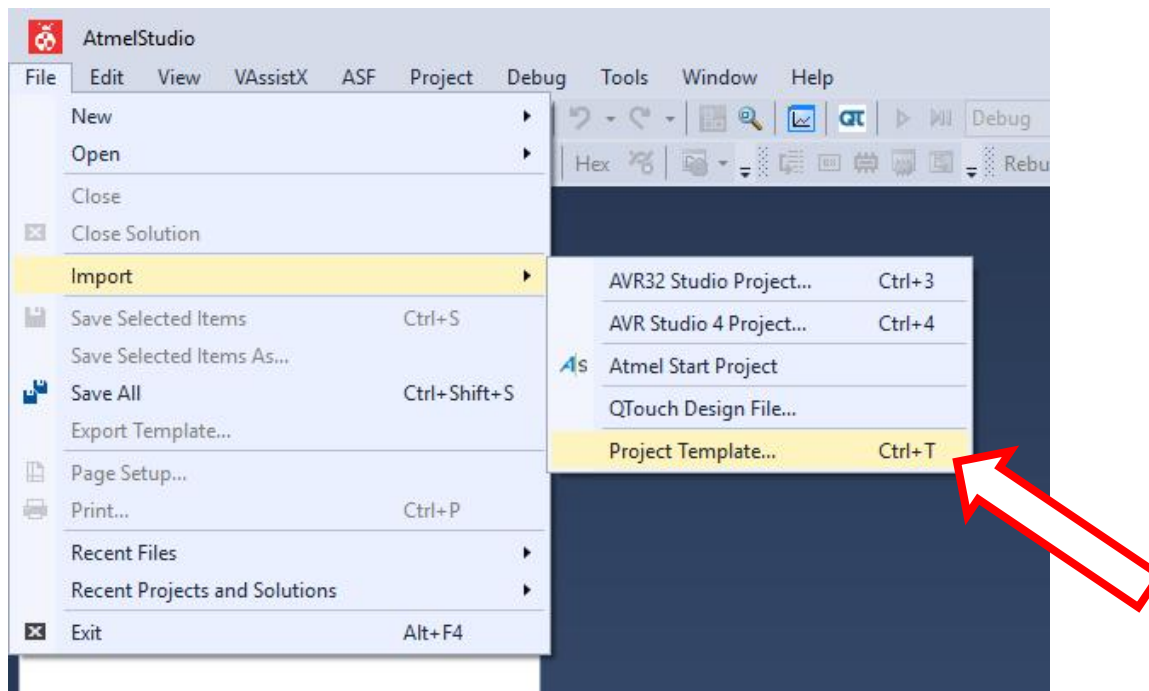 AtmelStudio
File Edit View VAssistX ASF Project Debug Tools Window Help
New
Debug
Open
Hex Rebu
Close
Close Solution
Import
AVR32 Studio Project... Ctrl+3
Save Selected Items Ctrl+S
AVR Studio 4 Project... Ctrl+4
Save Selected Items As...
As Atmel Start Project
Save All Ctrl+Shift+S
QTouch Design File...
Export Template...
Project Template... Ctrl+T
Page Setup...
Print... Ctrl+P
Recent Files
Recent Projects and Solutions
Exit Alt+F4